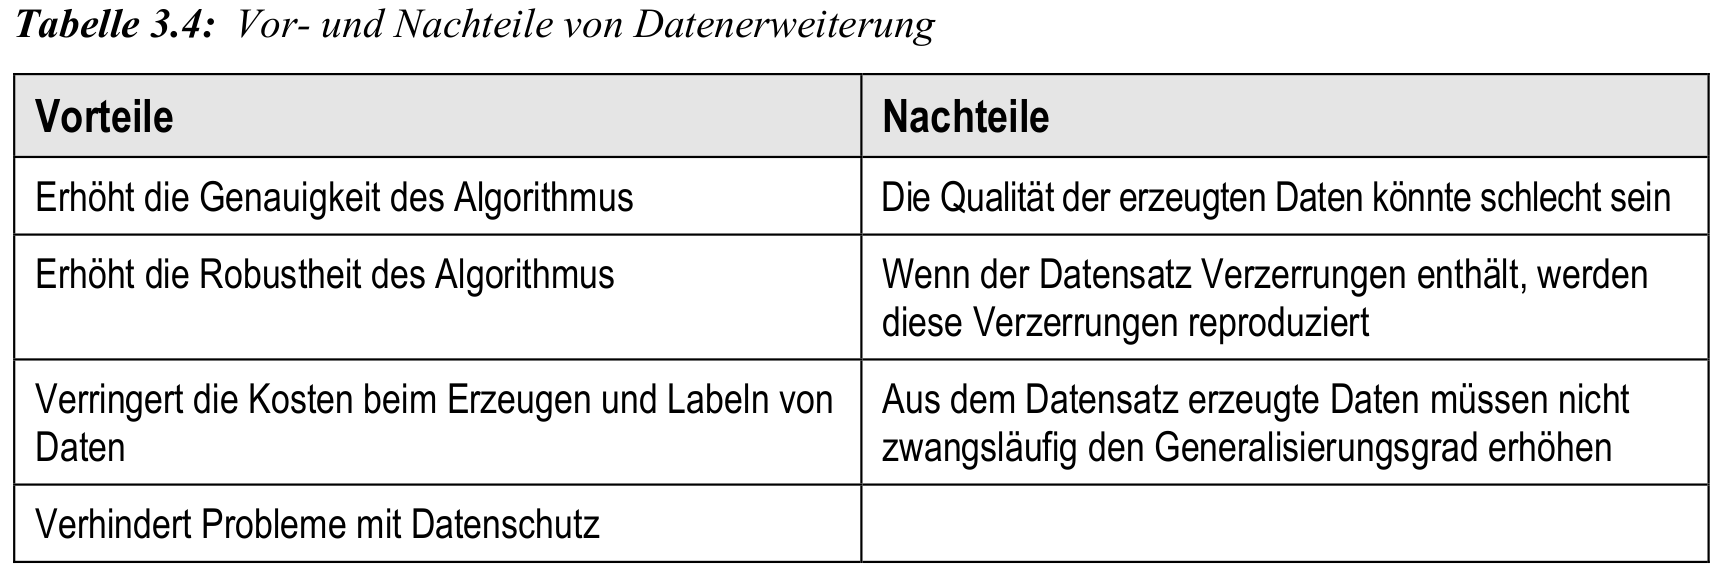 Tabelle 3.4: Vor- und Nachteile von Datenerweiterung
Vorteile
Nachteile
Erhöht die Genauigkeit des Algorithmus
Die Qualität der erzeugten Daten könnte schlecht sein
Erhöht die Robustheit des Algorithmus
Wenn der Datensatz Verzerrungen enthält, werden
diese Verzerrungen reproduziert
Verringert die Kosten beim Erzeugen und Labeln von
Daten
Aus dem Datensatz erzeugte Daten müssen nicht
zwangsläufig den Generalisierungsgrad erhöhen
Verhindert Probleme mit Datenschutz